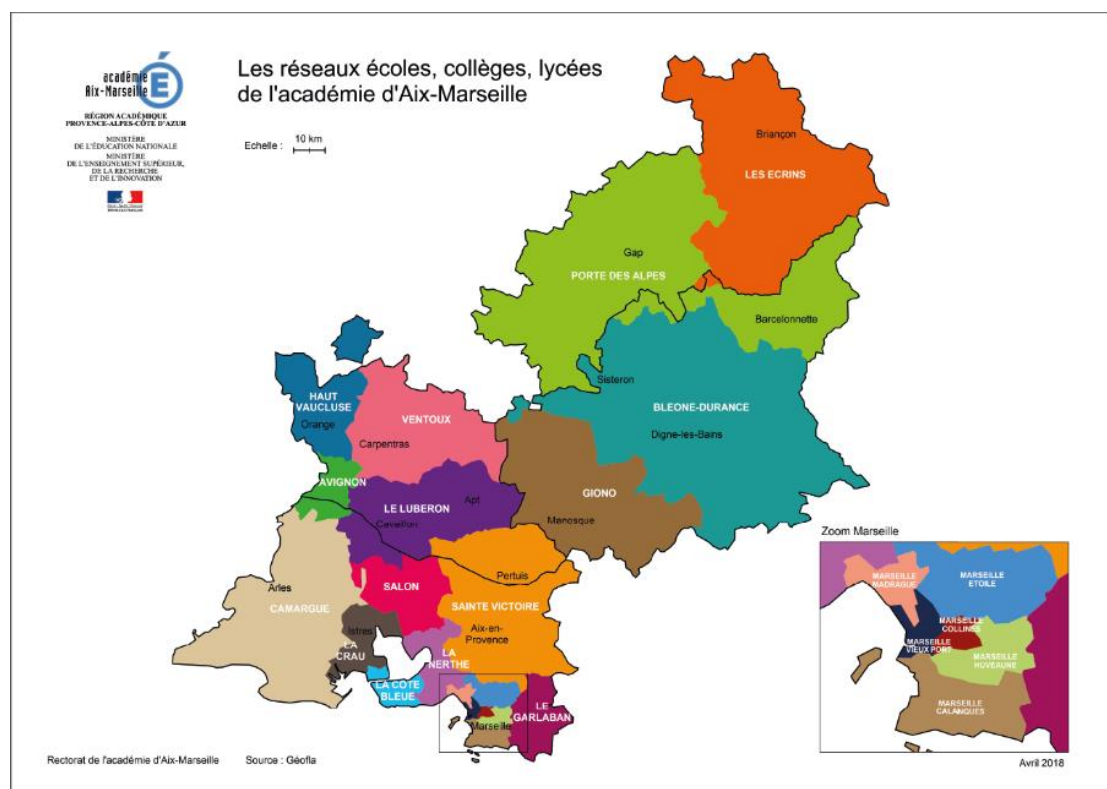 académie
Aix-Marseille
RÉGION ACADÉMIQUE
PROVENCE-ALPES-CÔTE D'AZUR
MINISTÈRE
DE L'ÉDUCATION NATIONALE
MINISTÈRE
DE L'ENSEIGNEMENT SUPÉRIEUR,
DE LA RECHERCHE
ET DE L'INNOVATION
Les réseaux écoles, collèges, lycées
de l'académie d'Aix-Marseille
Echelle :
10 km
Briançon
LES ECRINS
Gap
PORTE DES ALPES
Barcelonnette
Sisteron
BLEONE-DURANCE
Digne-les-Bains
HAUT
VAUCLUSE
Orange
VENTOUX
Carpentras
AVIGNON
LE LUBERON
Apt
Cavaillon
GIONO
Manosque
Pertuis
SALON
SAINTE VICTOIRE
Arles
CAMARGUE
Aix-en-
Provence
Istres
LA
CRAU
LA
NERTHE
LA COTE
BLEUE
LE
GARLABAN
Marseille
Zoom Marseille
MARSEILLE
MADRAGUE
MARSEILLE
ETOILE
MARSEILLE
COLLINES
MARSEILLE
VIEUX PORT
MARSEILLE
HUVEAUNE
MARSEILLE
CALANQUES
Rectorat de l'académie d'Aix-Marseille
Source : Géofla
Avril 2018